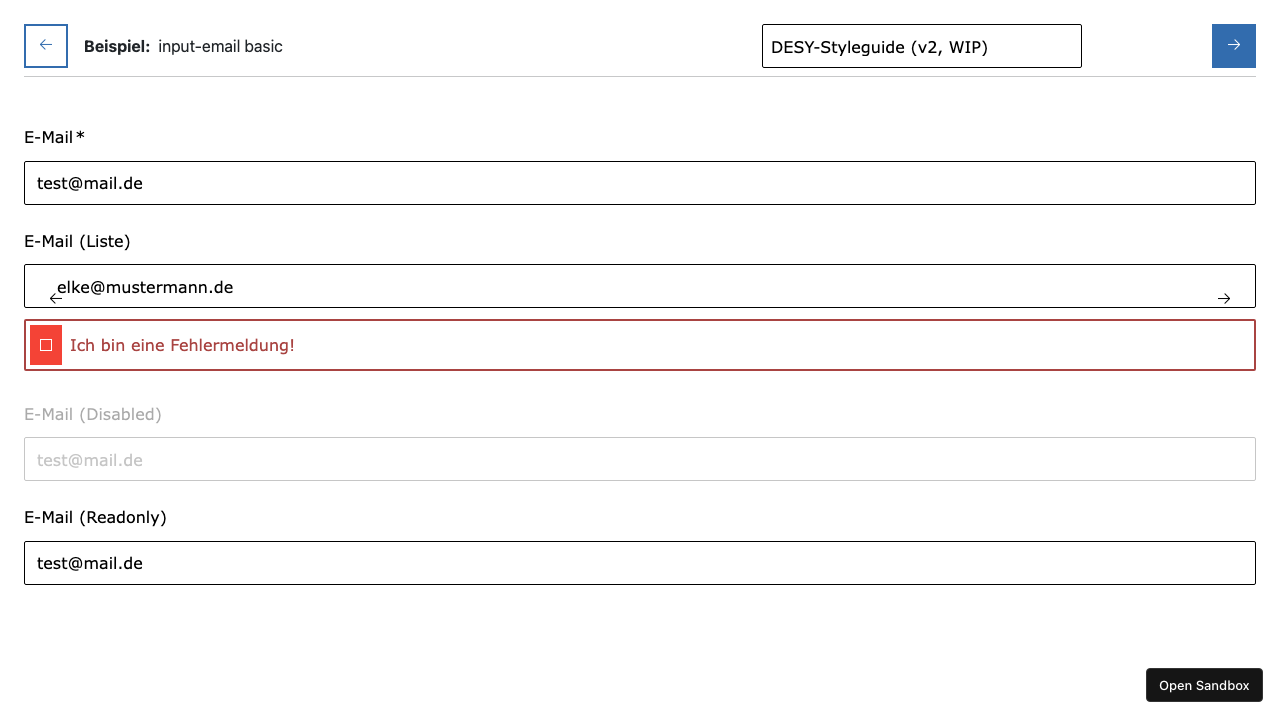 Beispiel: input-email basic
DESY-Styleguide (v2, WIP)
E-Mail*
test@mail.de
E-Mail (Liste)
elke@mustermann.de
Ich bin eine Fehlermeldung!
E-Mail (Disabled)
test@mail.de
E-Mail (Readonly)
test@mail.de
Open Sandbox